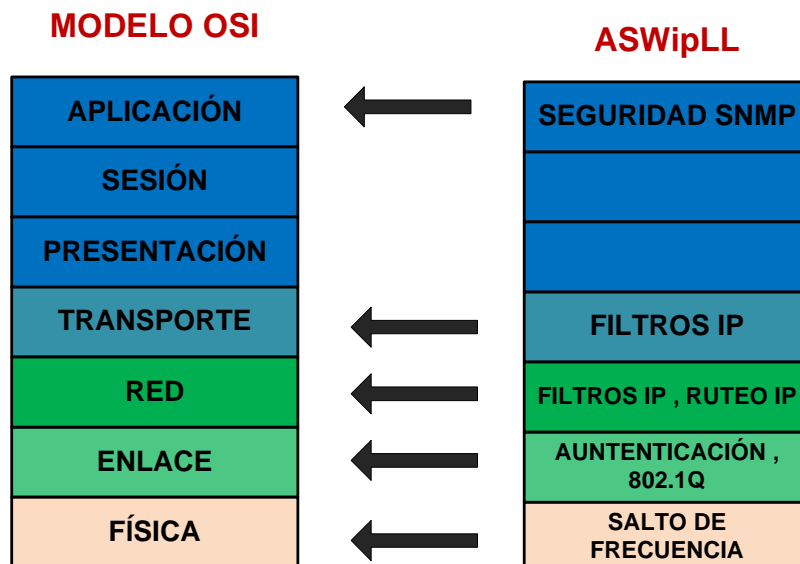 MODELO OSI
APLICACIÓN
SESIÓN
PRESENTACIÓN
TRANSPORTE
RED
ENLACE
FÍSICA
ASWipLL
SEGURIDAD SNMP
FILTROS IP
FILTROS IP , RUTEO IP
AUNTENTICACIÓN ,
802.1Q
SALTO DE
FRECUENCIA